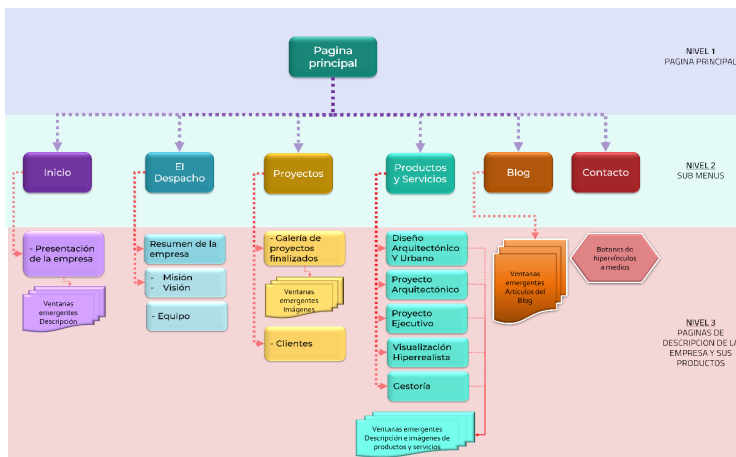 Pagina
principal
NIVEL 1
PAGINA PRINCIPAL
Inicio
El
Despacho
Proyectos
Productos
y Servicios
Blog
Contacto
NIVEL 2
SUB MENUS
- Presentación
de la empresa
Ventanas
emergentes
Descripción
Resumen de la
empresa
- Misión
- Visión
- Equipo
- Galería de
proyectos
finalizados
Ventanas
emergentes
Imágenes
- Clientes
Diseño
Arquitectónico
Y Urbano
Proyecto
Arquitectónico
Proyecto
Ejecutivo
Visualización
Hiperrealista
Gestoría
Ventanas emergentes
Descripción e imágenes de
productos y servicios
Ventanas
emergentes
Artículos del
Blog
Botones de
hipervínculos
a medios
NIVEL 3
PAGINAS DE
DESCRIPCION DE LA
EMPRESA Y SUS
PRODUCTOS